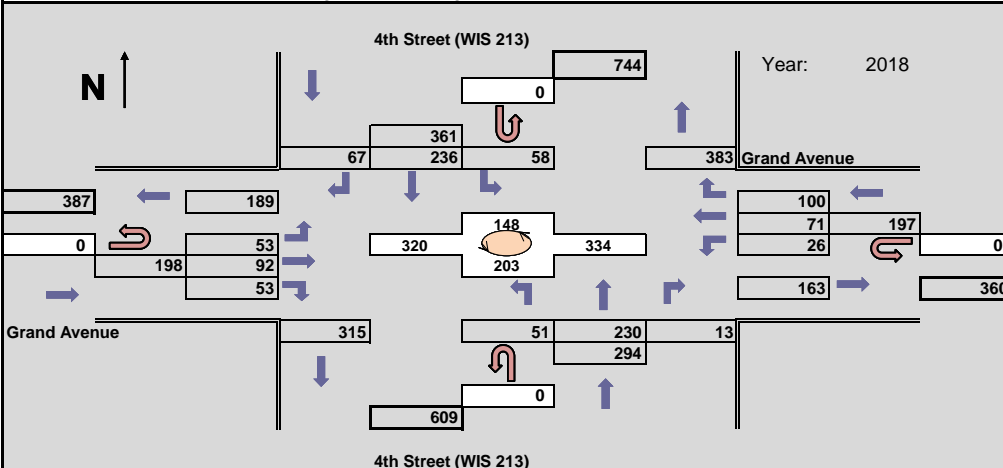 4th Street (WIS 213)
744
Year: 2018
N
0
361
67 236 58 383 Grand Avenue
387 189 100
148 71 197
0 53 320 334 26 0
198 92 203
53 163 360
Grand Avenue 315 51 230 13
294
0
609
4th Street (WIS 213)